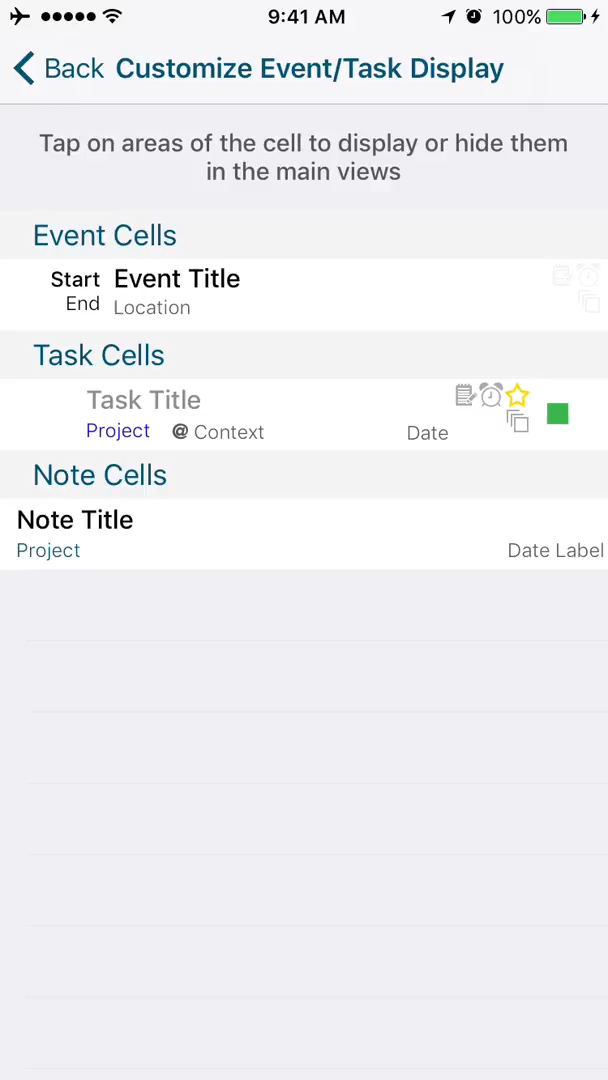 9:41 AM 100%
Back Customize Event/Task Display
Tap on areas of the cell to display or hide them
in the main views
Event Cells
Start Event Title
End Location
Task Cells
Task Title
Project @ Context Date
Note Cells
Note Title
Project Date Label